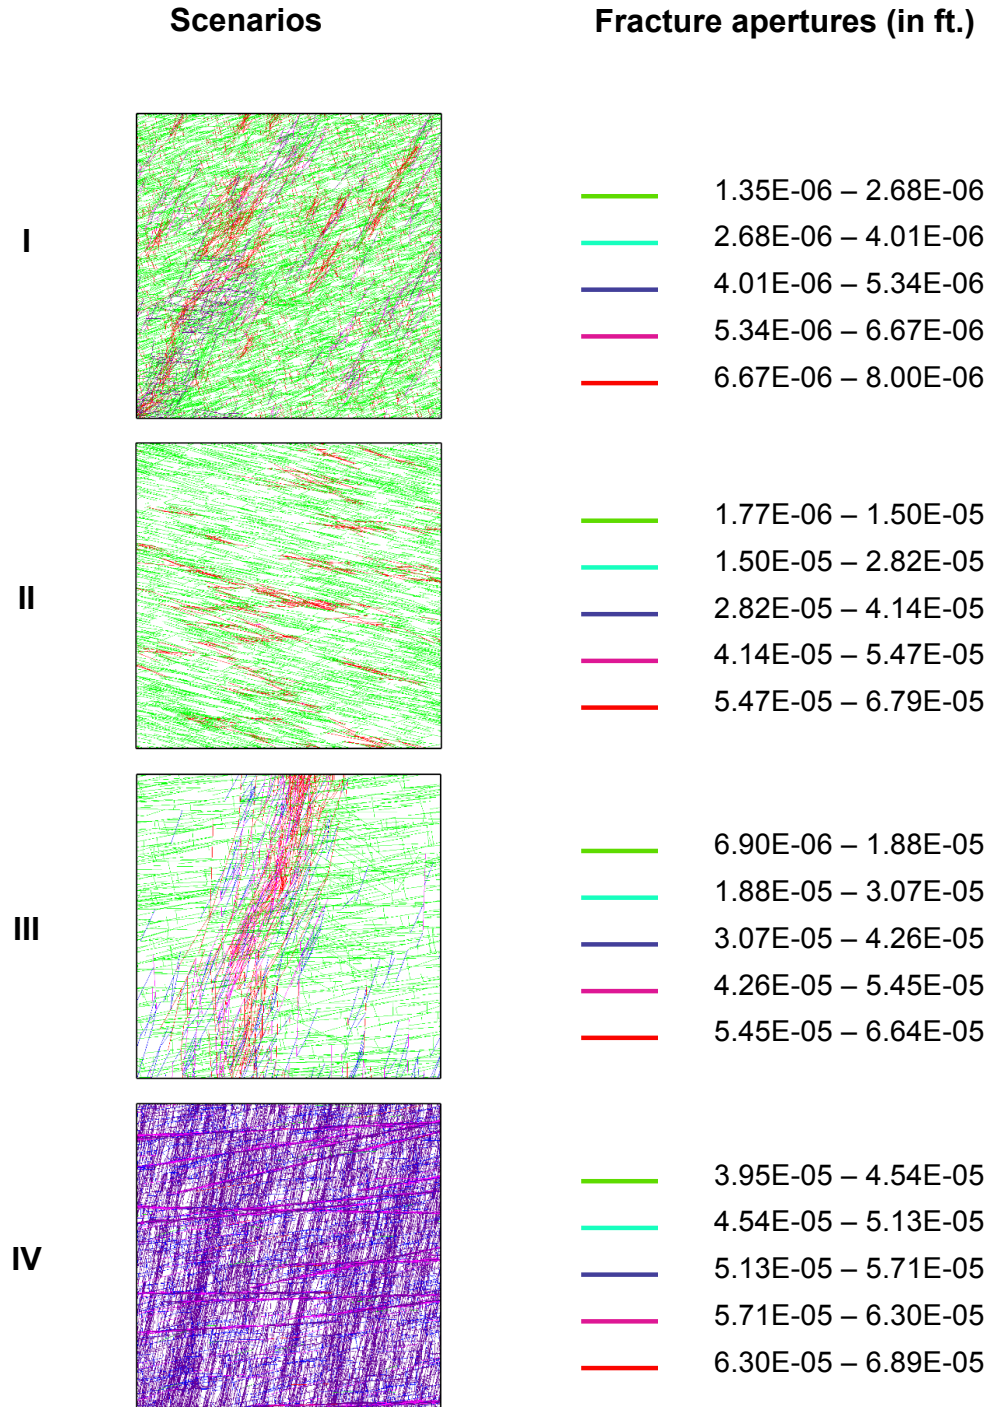 Scenarios Fracture apertures (in ft.)
I
1.35E-06 – 2.68E-06
2.68E-06 – 4.01E-06
4.01E-06 – 5.34E-06
5.34E-06 – 6.67E-06
6.67E-06 – 8.00E-06
II
1.77E-06 – 1.50E-05
1.50E-05 – 2.82E-05
2.82E-05 – 4.14E-05
4.14E-05 – 5.47E-05
5.47E-05 – 6.79E-05
III
6.90E-06 – 1.88E-05
1.88E-05 – 3.07E-05
3.07E-05 – 4.26E-05
4.26E-05 – 5.45E-05
5.45E-05 – 6.64E-05
IV
3.95E-05 – 4.54E-05
4.54E-05 – 5.13E-05
5.13E-05 – 5.71E-05
5.71E-05 – 6.30E-05
6.30E-05 – 6.89E-05